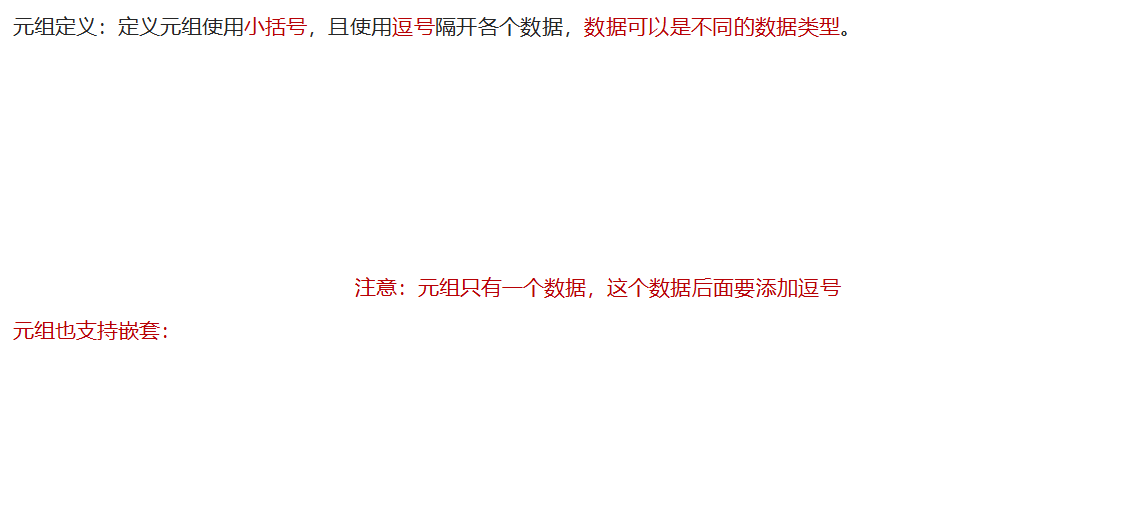 元组定义：定义元组使用小括号，且使用逗号隔开各个数据，数据可以是不同的数据类型。
注意：元组只有一个数据，这个数据后面要添加逗号
元组也支持嵌套：